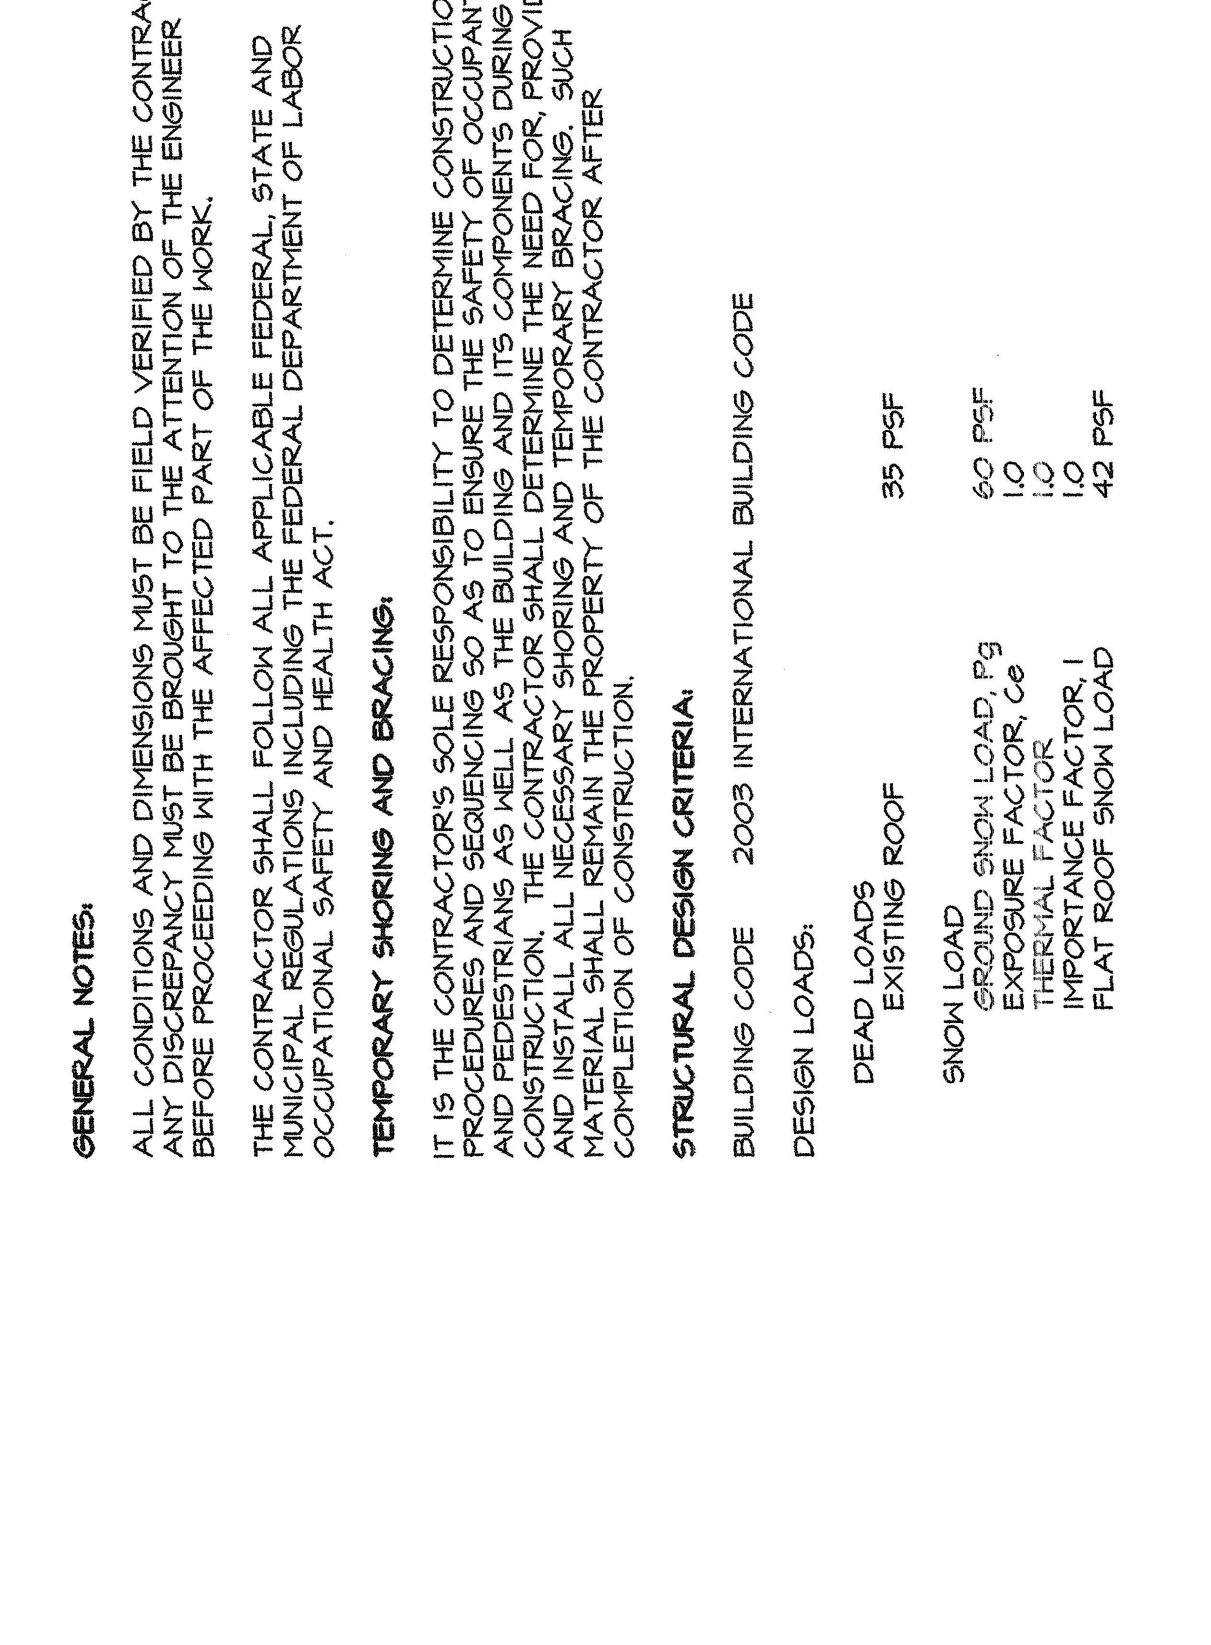 GENERAL NOTES:
ALL CONDITIONS AND DIMENSIONS MUST BE FIELD VERIFIED BY THE CONTRAC
ANY DISCREPANCY MUST BE BROUGHT TO THE ATTENTION OF THE ENGINEER
BEFORE PROCEEDING WITH THE AFFECTED PART OF THE WORK.
THE CONTRACTOR SHALL FOLLOW ALL APPLICABLE FEDERAL, STATE AND
MUNICIPAL REGULATIONS INCLUDING THE FEDERAL DEPARTMENT OF LABOR
OCCUPATIONAL SAFETY AND HEALTH ACT.
TEMPORARY SHORING AND BRACING:
IT IS THE CONTRACTOR'S SOLE RESPONSIBILITY TO DETERMINE CONSTRUCTIO
PROCEDURES AND SEQUENCING SO AS TO ENSURE THE SAFETY OF OCCUPANT
AND PEDESTRIANS AS WELL AS THE BUILDING AND ITS COMPONENTS DURING
CONSTRUCTION. THE CONTRACTOR SHALL DETERMINE THE NEED FOR, PROVID
AND INSTALL ALL NECESSARY SHORING AND TEMPORARY BRACING. SUCH
MATERIAL SHALL REMAIN THE PROPERTY OF THE CONTRACTOR AFTER
COMPLETION OF CONSTRUCTION.
STRUCTURAL DESIGN CRITERIA:
BUILDING CODE 2003 INTERNATIONAL BUILDING CODE
DESIGN LOADS:
DEAD LOADS
EXISTING ROOF 35 PSF
SNOW LOAD
GROUND SNOW LOAD, Pg 60 PSF
EXPOSURE FACTOR, Ce 1.0
THERMAL FACTOR 1.0
IMPORTANCE FACTOR, I 1.0
FLAT ROOF SNOW LOAD 42 PSF